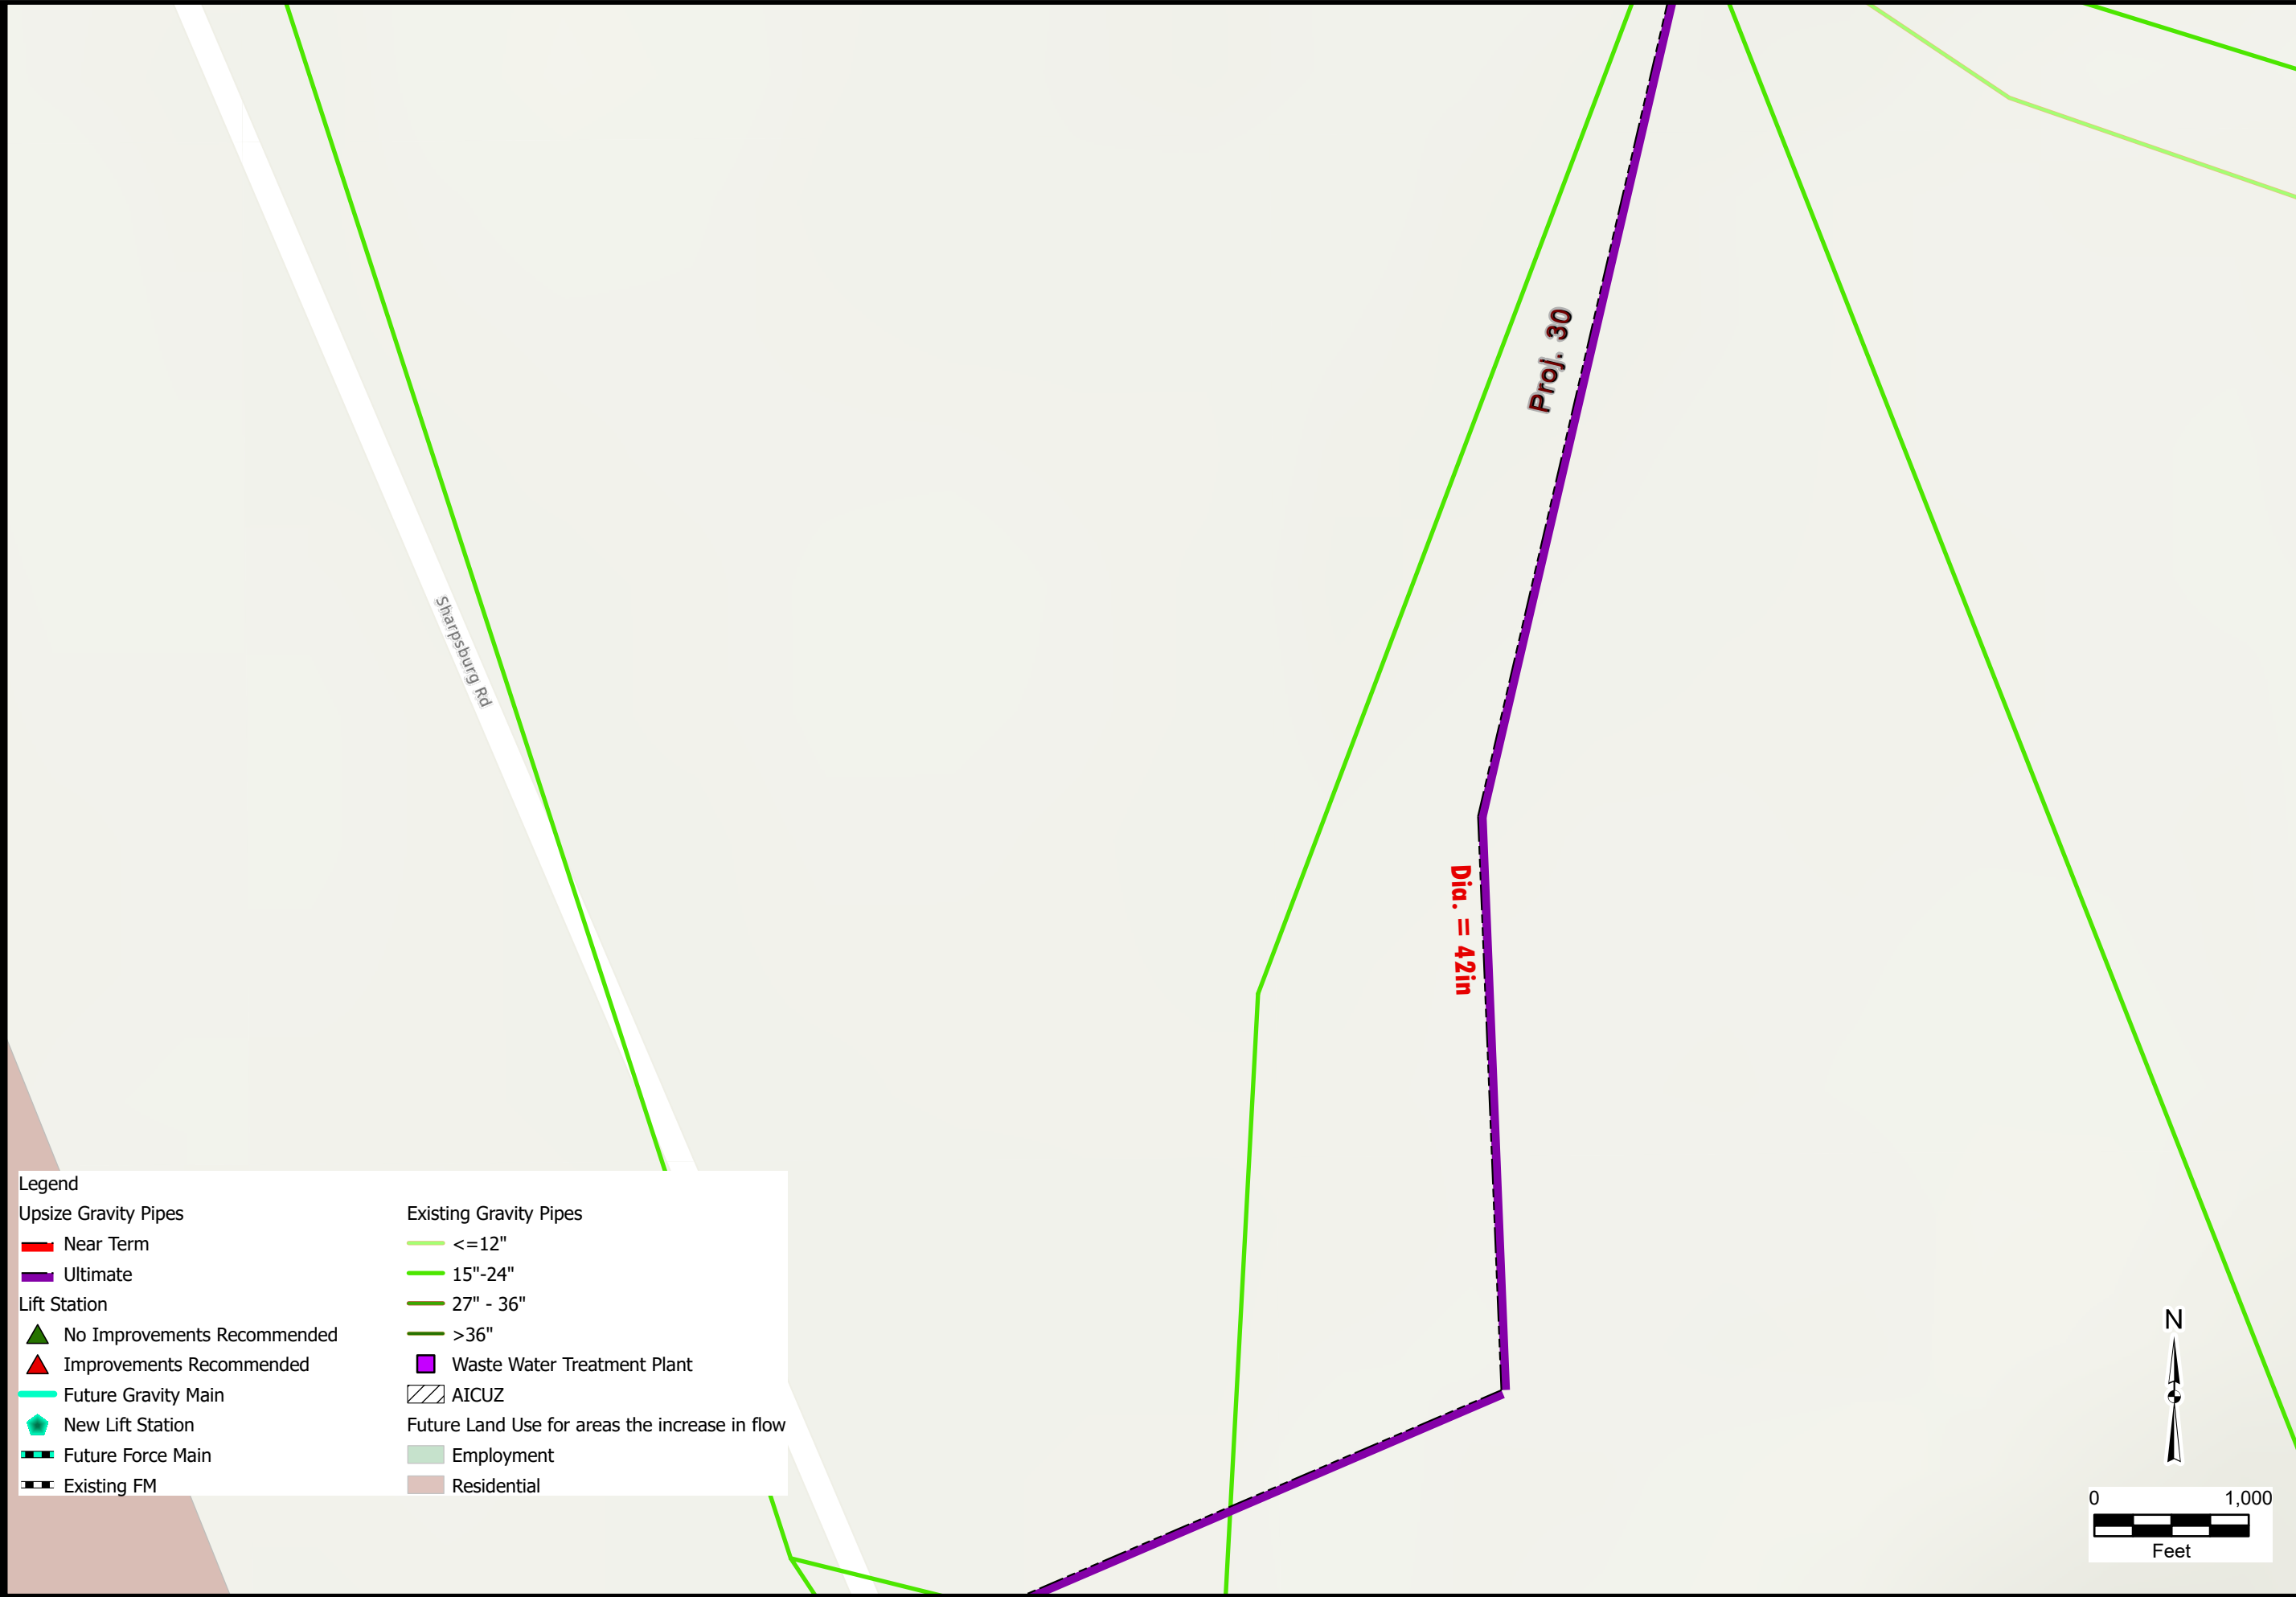 Proj. 30
Sharpsburg Rd
Dia. = 42in
Legend
Upsize Gravity Pipes
Near Term
Ultimate
Lift Station
No Improvements Recommended
Improvements Recommended
Future Gravity Main
New Lift Station
Future Force Main
Existing FM
Existing Gravity Pipes
<=12"
15"-24"
27" - 36"
>36"
Waste Water Treatment Plant
AICUZ
Future Land Use for areas the increase in flow
Employment
Residential
N
0 1,000
Feet